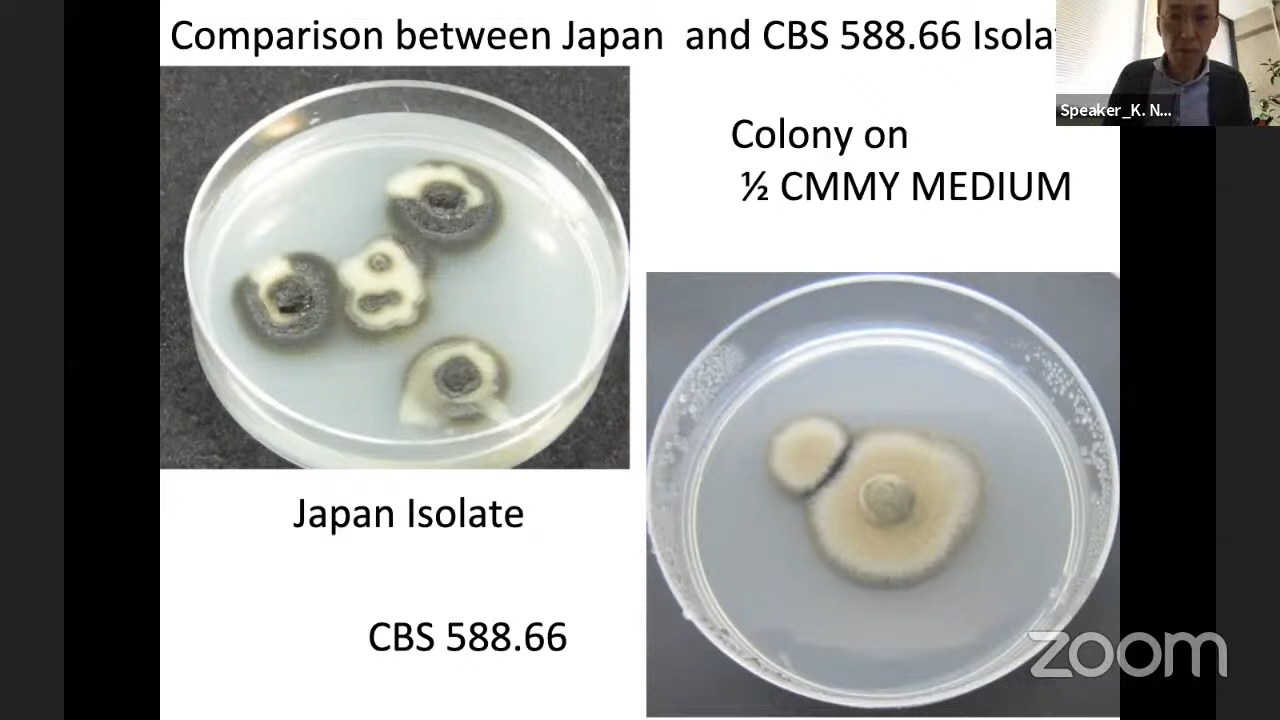 Comparison between Japan and CBS 588.66 Isola
Speaker_K. N...
Colony on
½ CMMY MEDIUM
Japan Isolate
CBS 588.66
zoom